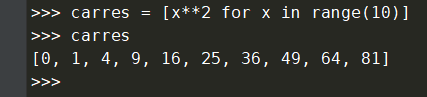 >>> carres = [x**2 for x in range(10)]
>>> carres
[0, 1, 4, 9, 16, 25, 36, 49, 64, 81]
>>>